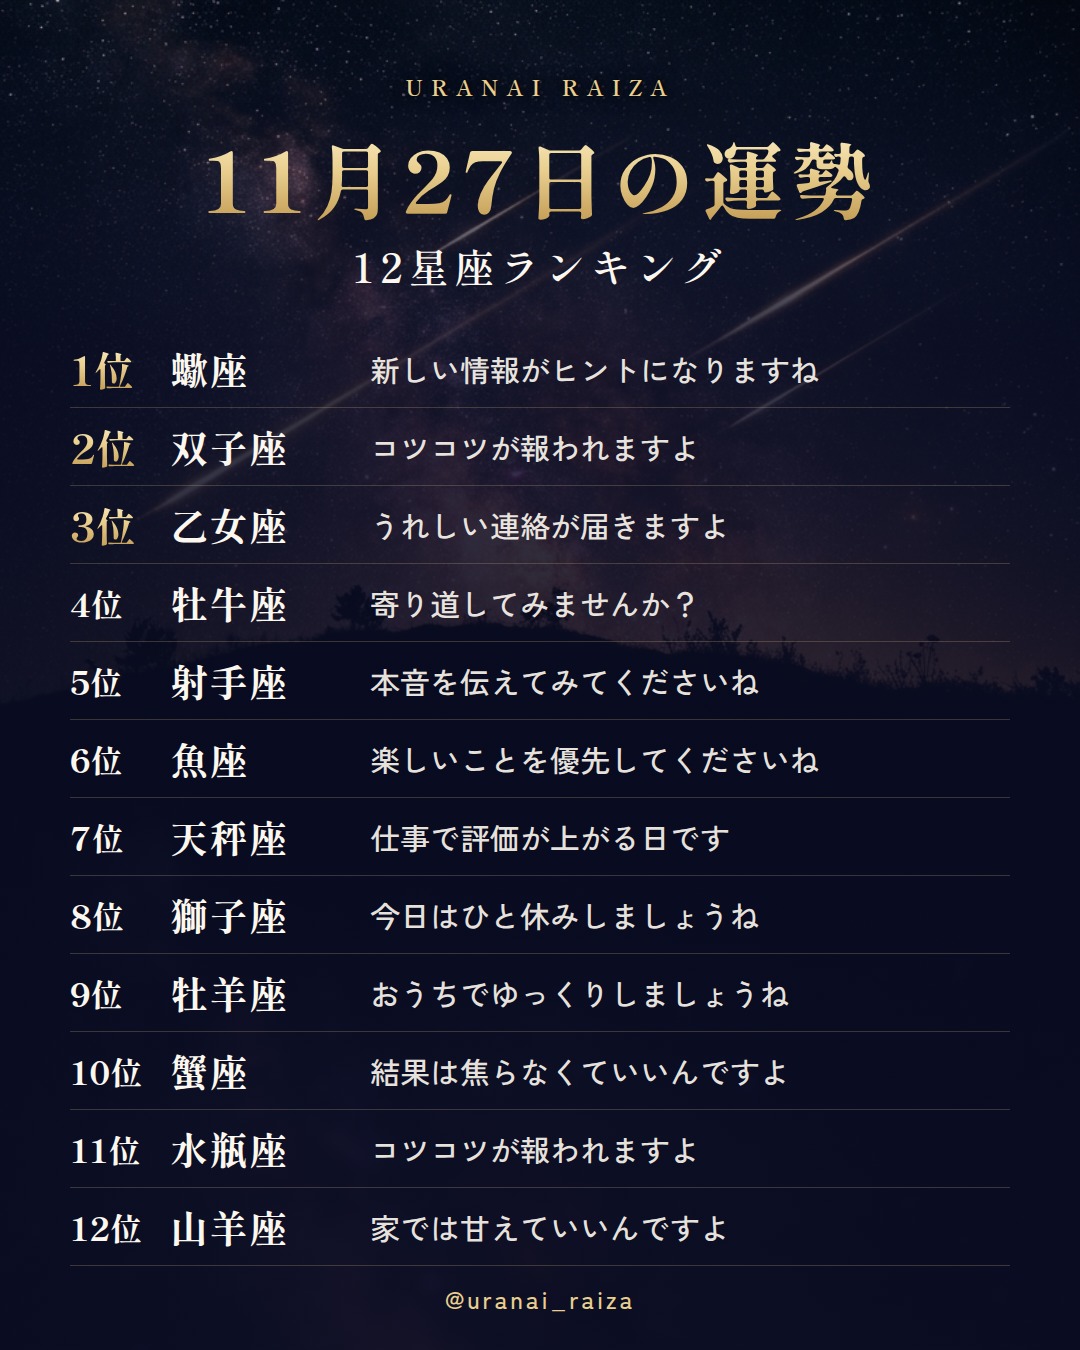 URANAI RAIZA
11月27日の運勢
12星座ランキング
1位 蠍座 新しい情報がヒントになりますね
2位 双子座 コツコツが報われますよ
3位 乙女座 うれしい連絡が届きますよ
4位 牡牛座 寄り道してみませんか？
5位 射手座 本音を伝えてみてくださいね
6位 魚座 楽しいことを優先してくださいね
7位 天秤座 仕事で評価が上がる日です
8位 獅子座 今日はひと休みしましょうね
9位 牡羊座 おうちでゆっくりしましょうね
10位 蟹座 結果は焦らなくていいんですよ
11位 水瓶座 コツコツが報われますよ
12位 山羊座 家では甘えていいんですよ
@uranai_raiza